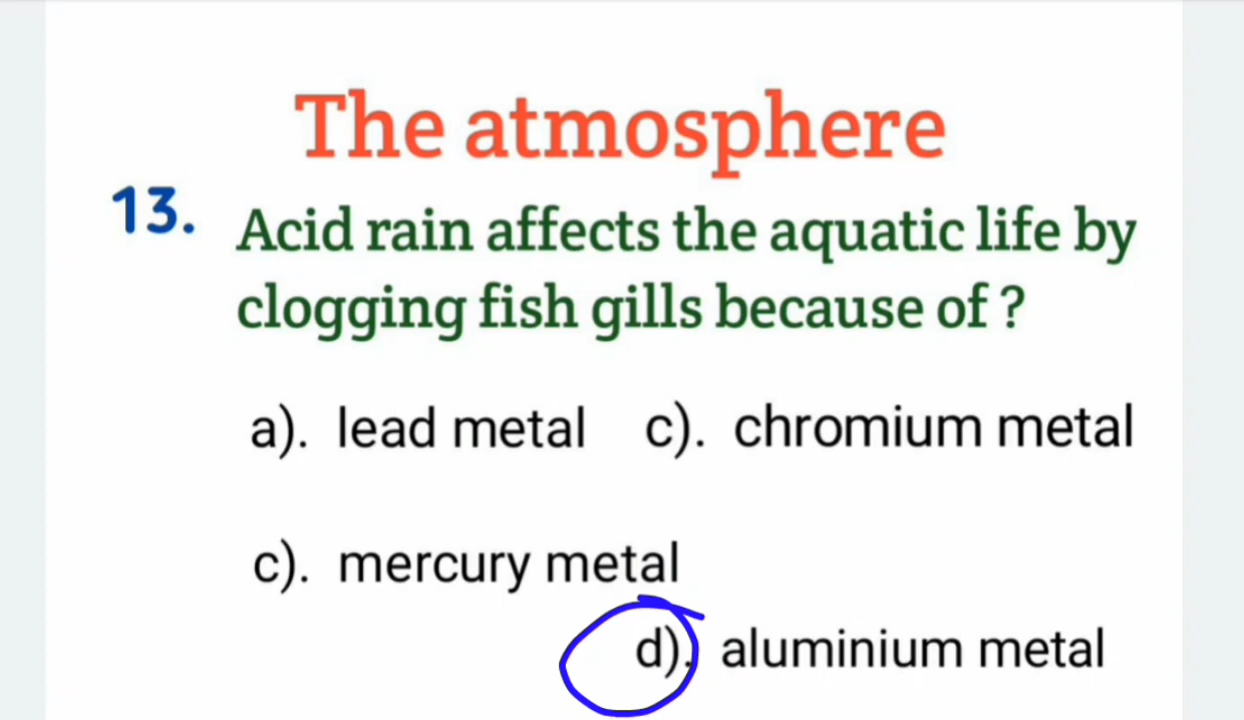 The atmosphere
13. Acid rain affects the aquatic life by
clogging fish gills because of ?
a). lead metal c). chromium metal
c). mercury metal
d). aluminium metal